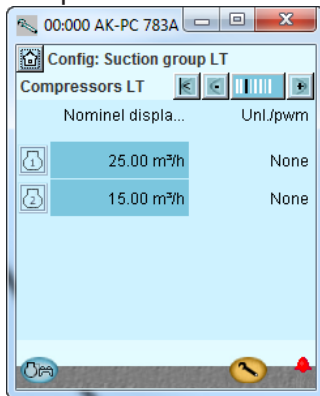 00:000 AK-PC 783A
Config: Suction group LT
Compressors LT
Nominel displa... Unl./pwm
1 25.00 m³/h None
2 15.00 m³/h None